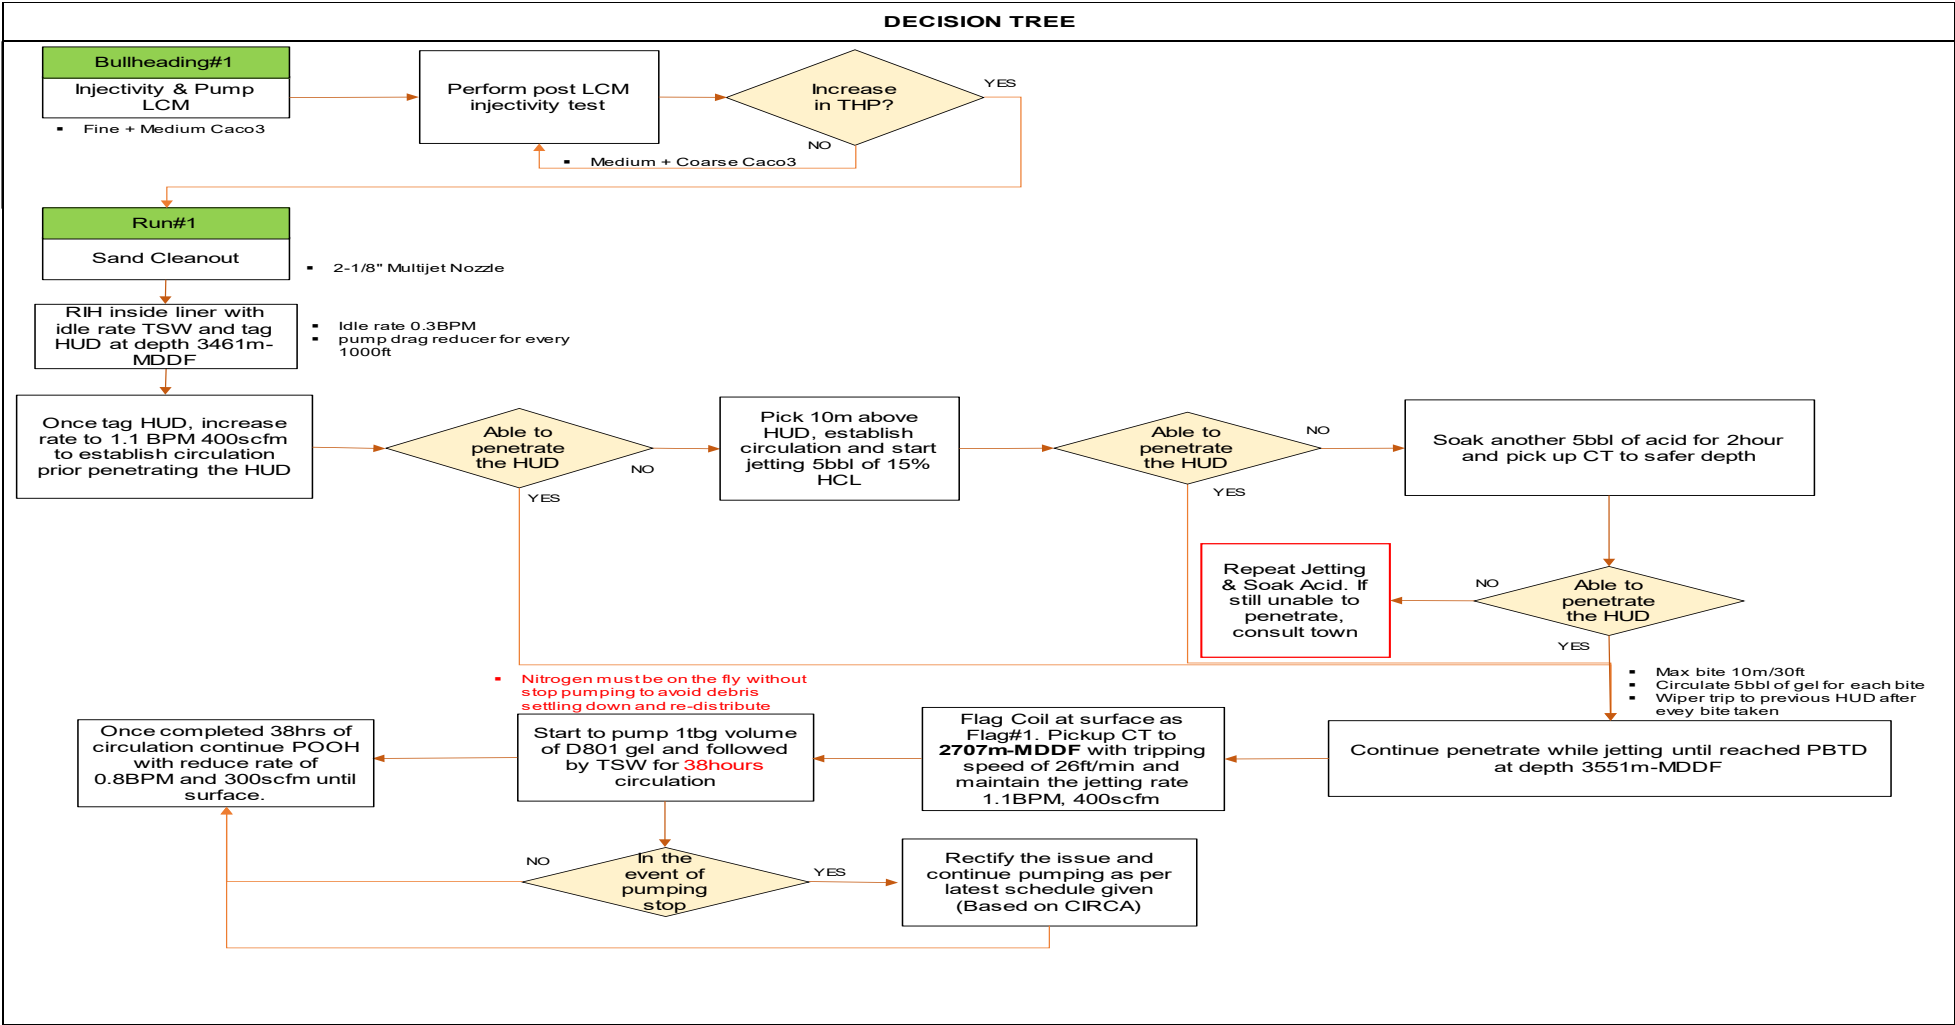 DECISION TREE
Bullheading#1
Injectivity & Pump
LCM
▪ Fine + Medium Caco3
Perform post LCM
injectivity test
Increase
in THP?
YES
NO
▪ Medium + Coarse Caco3
Run#1
Sand Cleanout
▪ 2-1/8" Multijet Nozzle
RIH inside liner with
idle rate TSW and tag
HUD at depth 3461m-
MDDF
▪ Idle rate 0.3BPM
▪ pump drag reducer for every
1000ft
Once tag HUD, increase
rate to 1.1 BPM 400scfm
to establish circulation
prior penetrating the HUD
Able to
penetrate
the HUD
NO
YES
Pick 10m above
HUD, establish
circulation and start
jetting 5bbl of 15%
HCL
Able to
penetrate
the HUD
NO
YES
Soak another 5bbl of acid for 2hour
and pick up CT to safer depth
Able to
penetrate
the HUD
NO
YES
Repeat Jetting
& Soak Acid. If
still unable to
penetrate,
consult town
▪ Max bite 10m/30ft
▪ Circulate 5bbl of gel for each bite
▪ Wiper trip to previous HUD after
evey bite taken
Continue penetrate while jetting until reached PBTD
at depth 3551m-MDDF
Flag Coil at surface as
Flag#1. Pickup CT to
2707m-MDDF with tripping
speed of 26ft/min and
maintain the jetting rate
1.1BPM, 400scfm
▪ Nitrogen must be on the fly without
stop pumping to avoid debris
settling down and re-distribute
Start to pump 1tbg volume
of D801 gel and followed
by TSW for 38hours
circulation
Once completed 38hrs of
circulation continue POOH
with reduce rate of
0.8BPM and 300scfm until
surface.
In the
event of
pumping
stop
NO
YES
Rectify the issue and
continue pumping as per
latest schedule given
(Based on CIRCA)